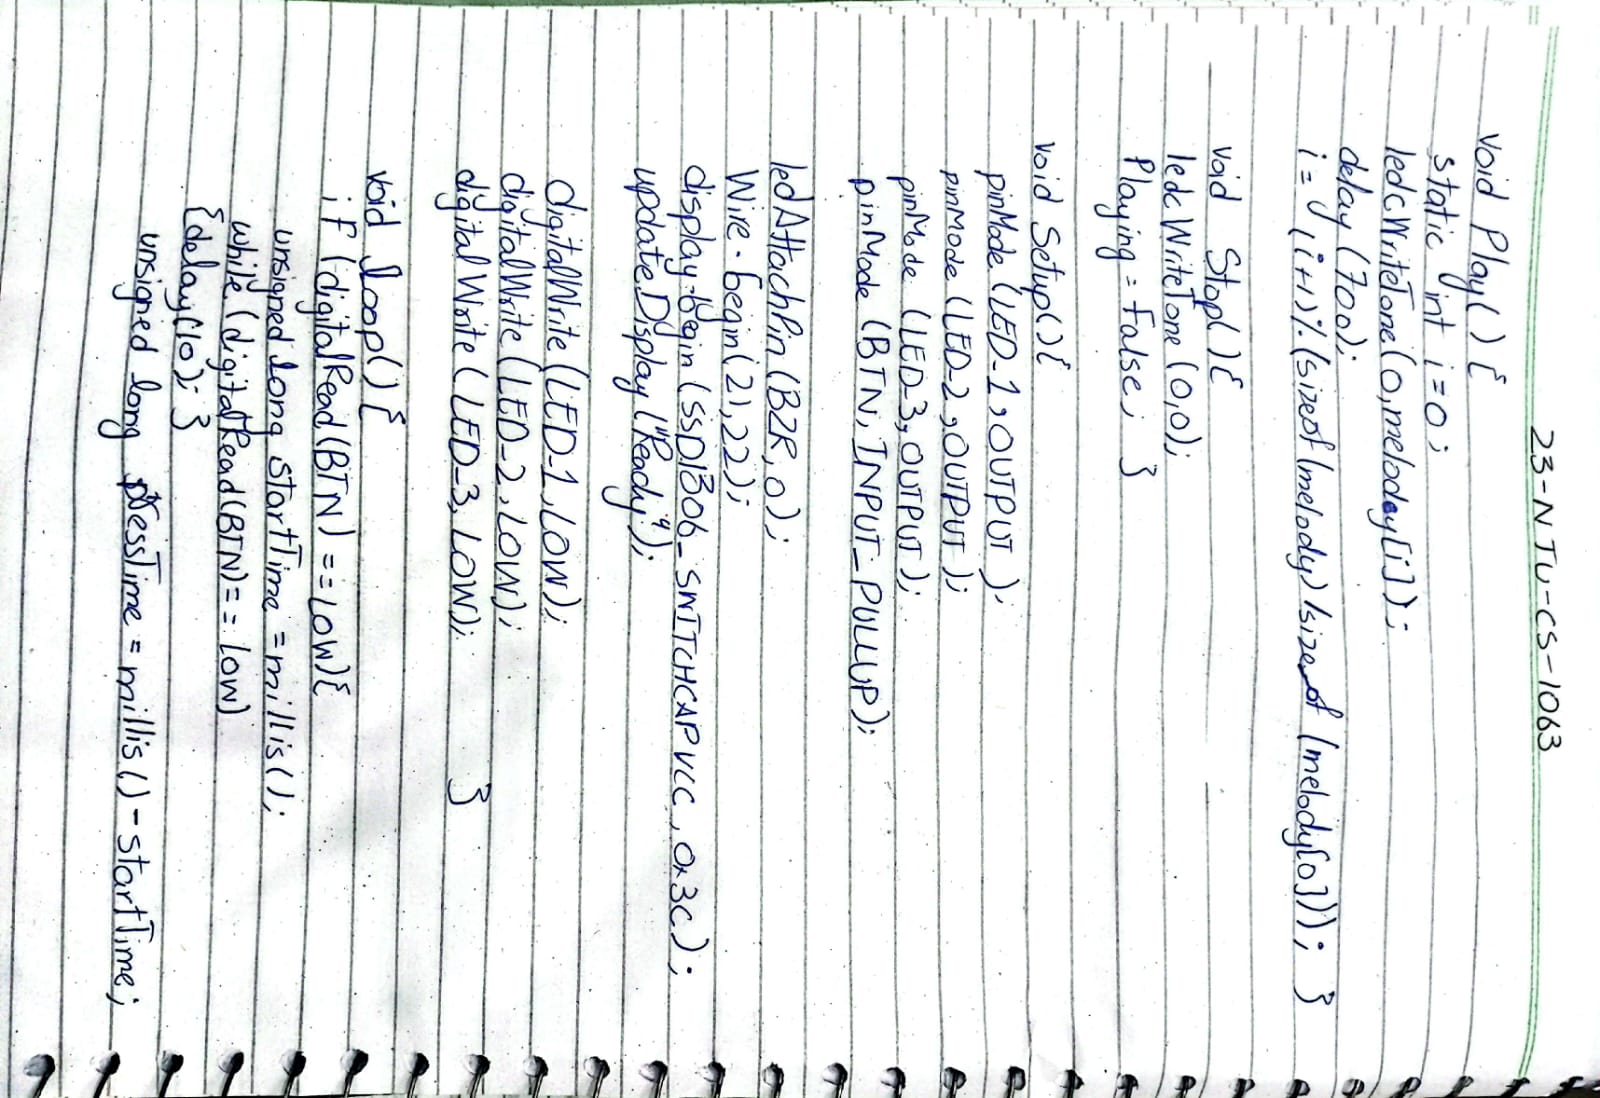 23-NTU-CS-1063
void Play() {
static int i=0;
ledcWriteTone(0,meloday[i]);
delay (700);
i = (i+1)%(sizeof(melody)/sizeof(melody[0])); }
void Stop(){
ledcWriteTone (0,0);
Playing = False; }
void Setup(){
pinMode (LED-1,OUTPUT);
pinMode (LED-2,OUTPUT);
pinMode (LED-3,OUTPUT);
pinMode (BTN, INPUT_PULLUP);
ledAttachPin(BZR,0);
Wire.begin(21,22);
display.begin(SSD1306_SWITCHCAPVCC, 0x3C);
updateDisplay("Ready");
digitalWrite (LED-1, LOW);
digitalWrite (LED-2, LOW);
digitalWrite (LED-3, LOW); }
void loop() {
if (digitalRead(BTN) == LOW){
unsigned long startTime = millis();
while (digitalRead(BTN)== LOW)
{delay(10); }
unsigned long pressTime = millis() - startTime;